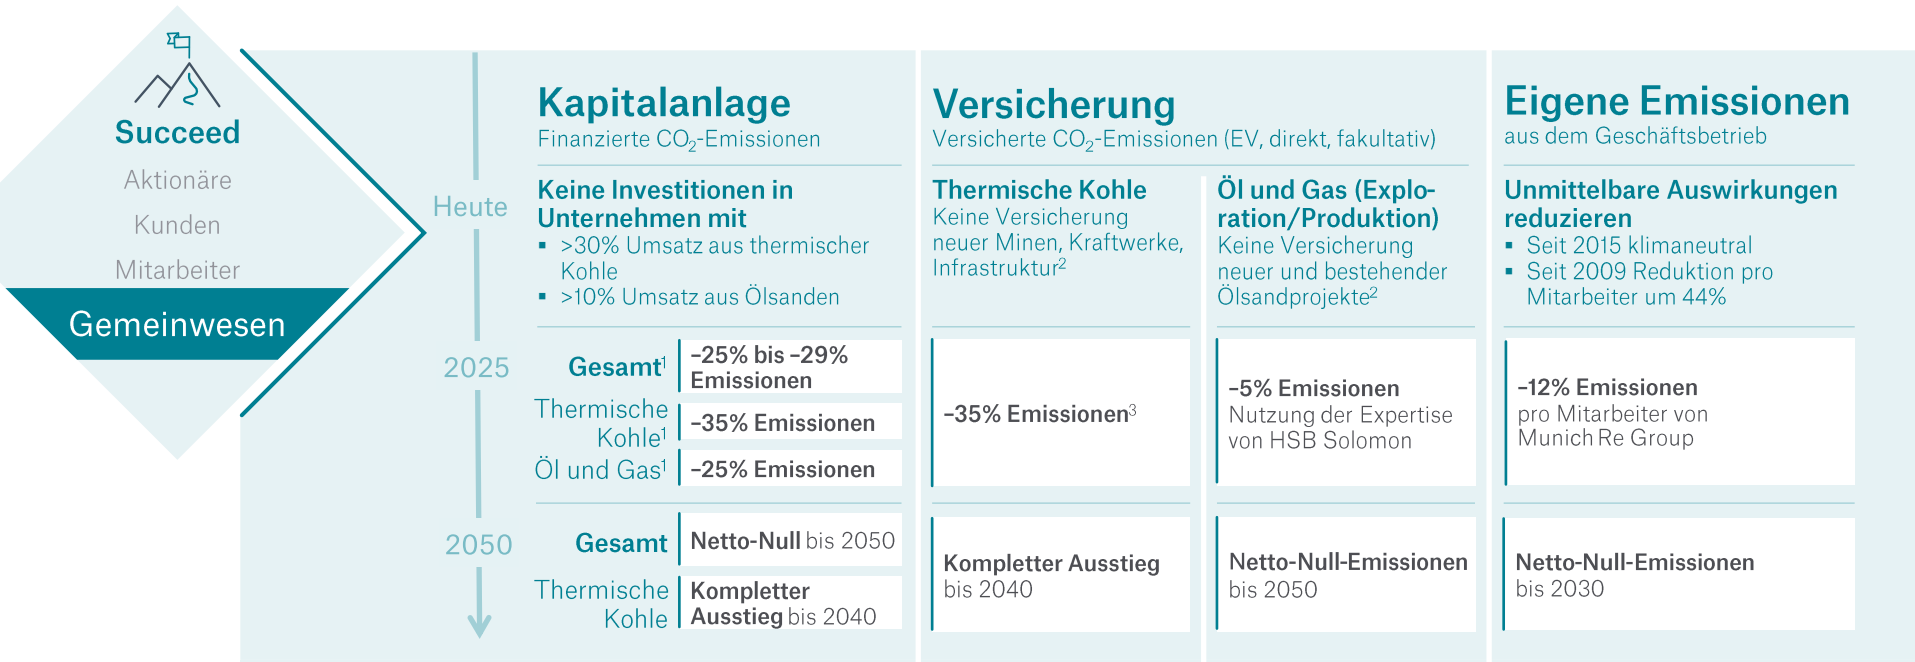 Succeed
Aktionäre
Kunden
Mitarbeiter
Gemeinwesen
Heute
2025
2050
Kapitalanlage
Finanzierte CO₂-Emissionen
Keine Investitionen in
Unternehmen mit
▪ >30% Umsatz aus thermischer
Kohle
▪ >10% Umsatz aus Ölsanden
Gesamt¹
–25% bis –29%
Emissionen
Thermische
Kohle¹
–35% Emissionen
Öl und Gas¹
–25% Emissionen
Gesamt
Netto-Null bis 2050
Thermische
Kohle
Kompletter
Ausstieg bis 2040
Versicherung
Versicherte CO₂-Emissionen (EV, direkt, fakultativ)
Thermische Kohle
Keine Versicherung
neuer Minen, Kraftwerke,
Infrastruktur²
–35% Emissionen³
Kompletter Ausstieg
bis 2040
Öl und Gas (Explo-
ration/Produktion)
Keine Versicherung
neuer und bestehender
Ölsandprojekte²
–5% Emissionen
Nutzung der Expertise
von HSB Solomon
Netto-Null-Emissionen
bis 2050
Eigene Emissionen
aus dem Geschäftsbetrieb
Unmittelbare Auswirkungen
reduzieren
▪ Seit 2015 klimaneutral
▪ Seit 2009 Reduktion pro
Mitarbeiter um 44%
–12% Emissionen
pro Mitarbeiter von
Munich Re Group
Netto-Null-Emissionen
bis 2030